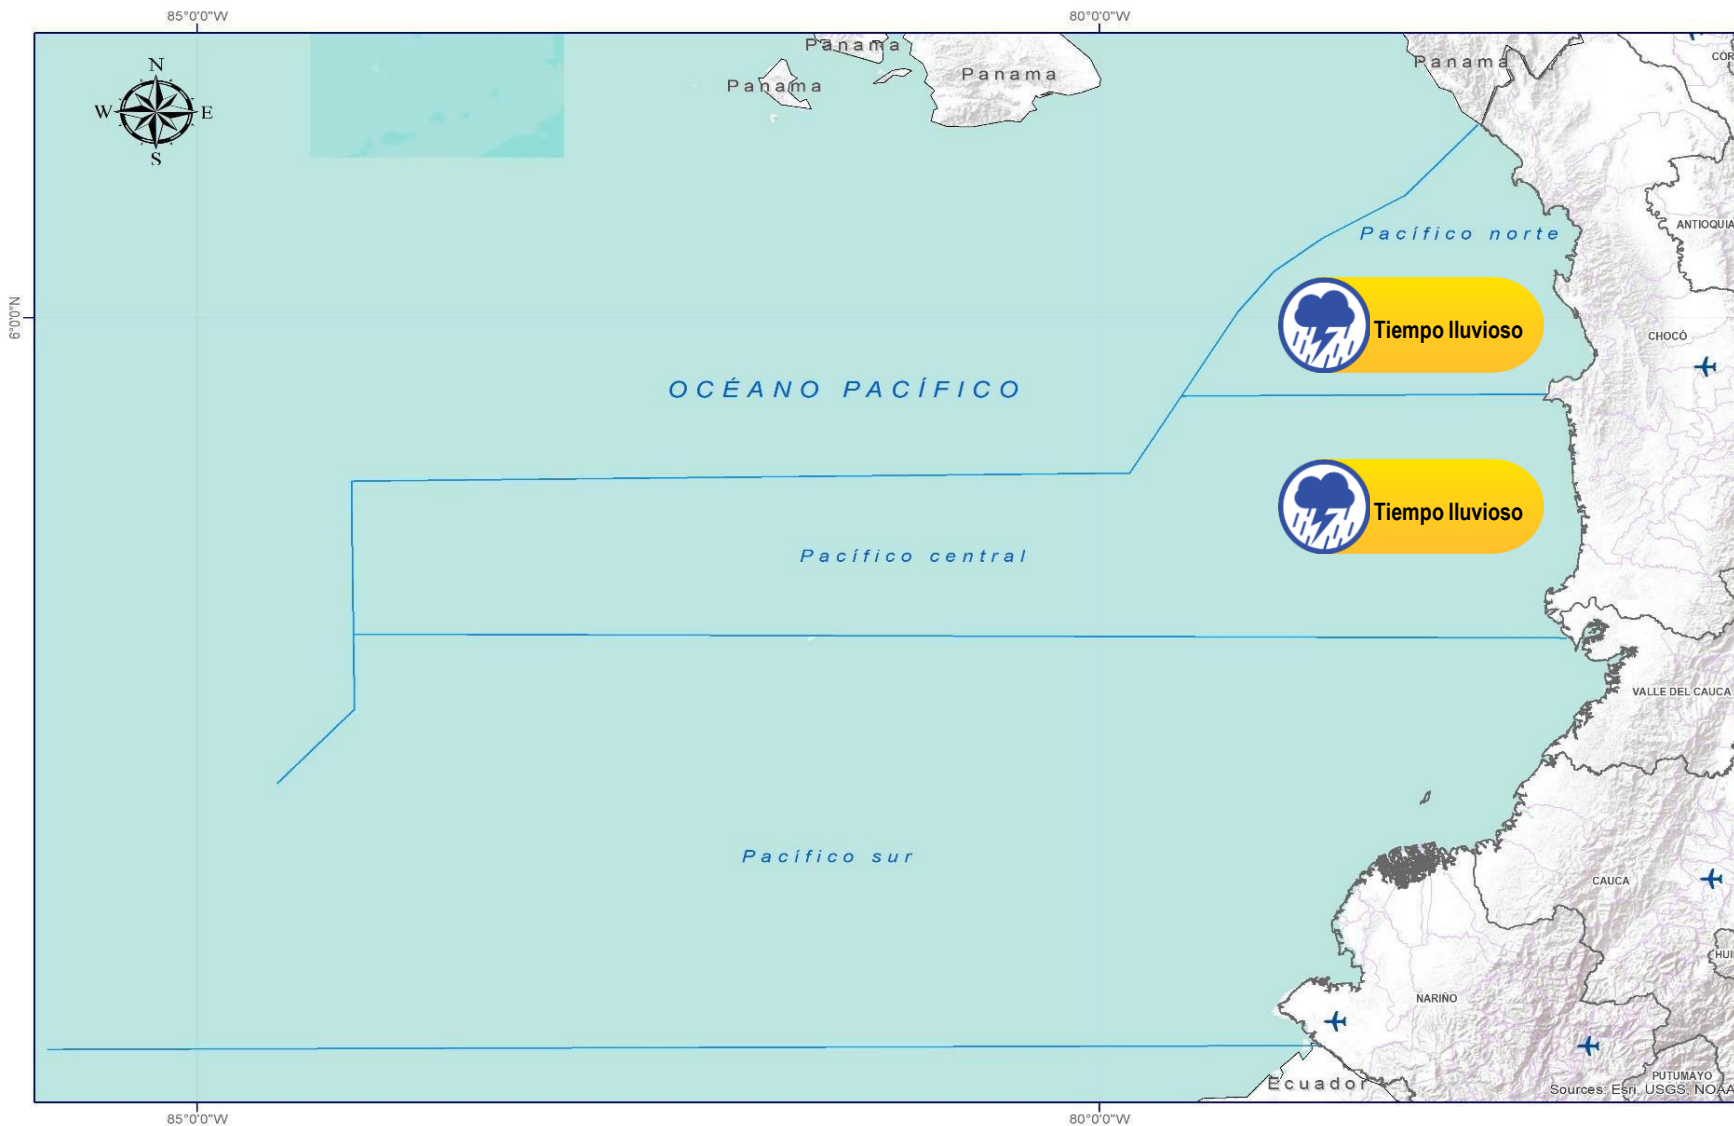 85°0'0"W
80°0'0"W
N
W
E
S
Panama
Panama
Panama
Panama
CÓR
ANTIOQUIA
Pacífico norte
6°0'0"N
Tiempo lluvioso
CHOCÓ
OCÉANO PACÍFICO
Tiempo lluvioso
Pacífico central
VALLE DEL CAUCA
Pacífico sur
CAUCA
HUI
NARIÑO
Ecuador
PUTUMAYO
Sources: Esri, USGS, NOAA
85°0'0"W
80°0'0"W